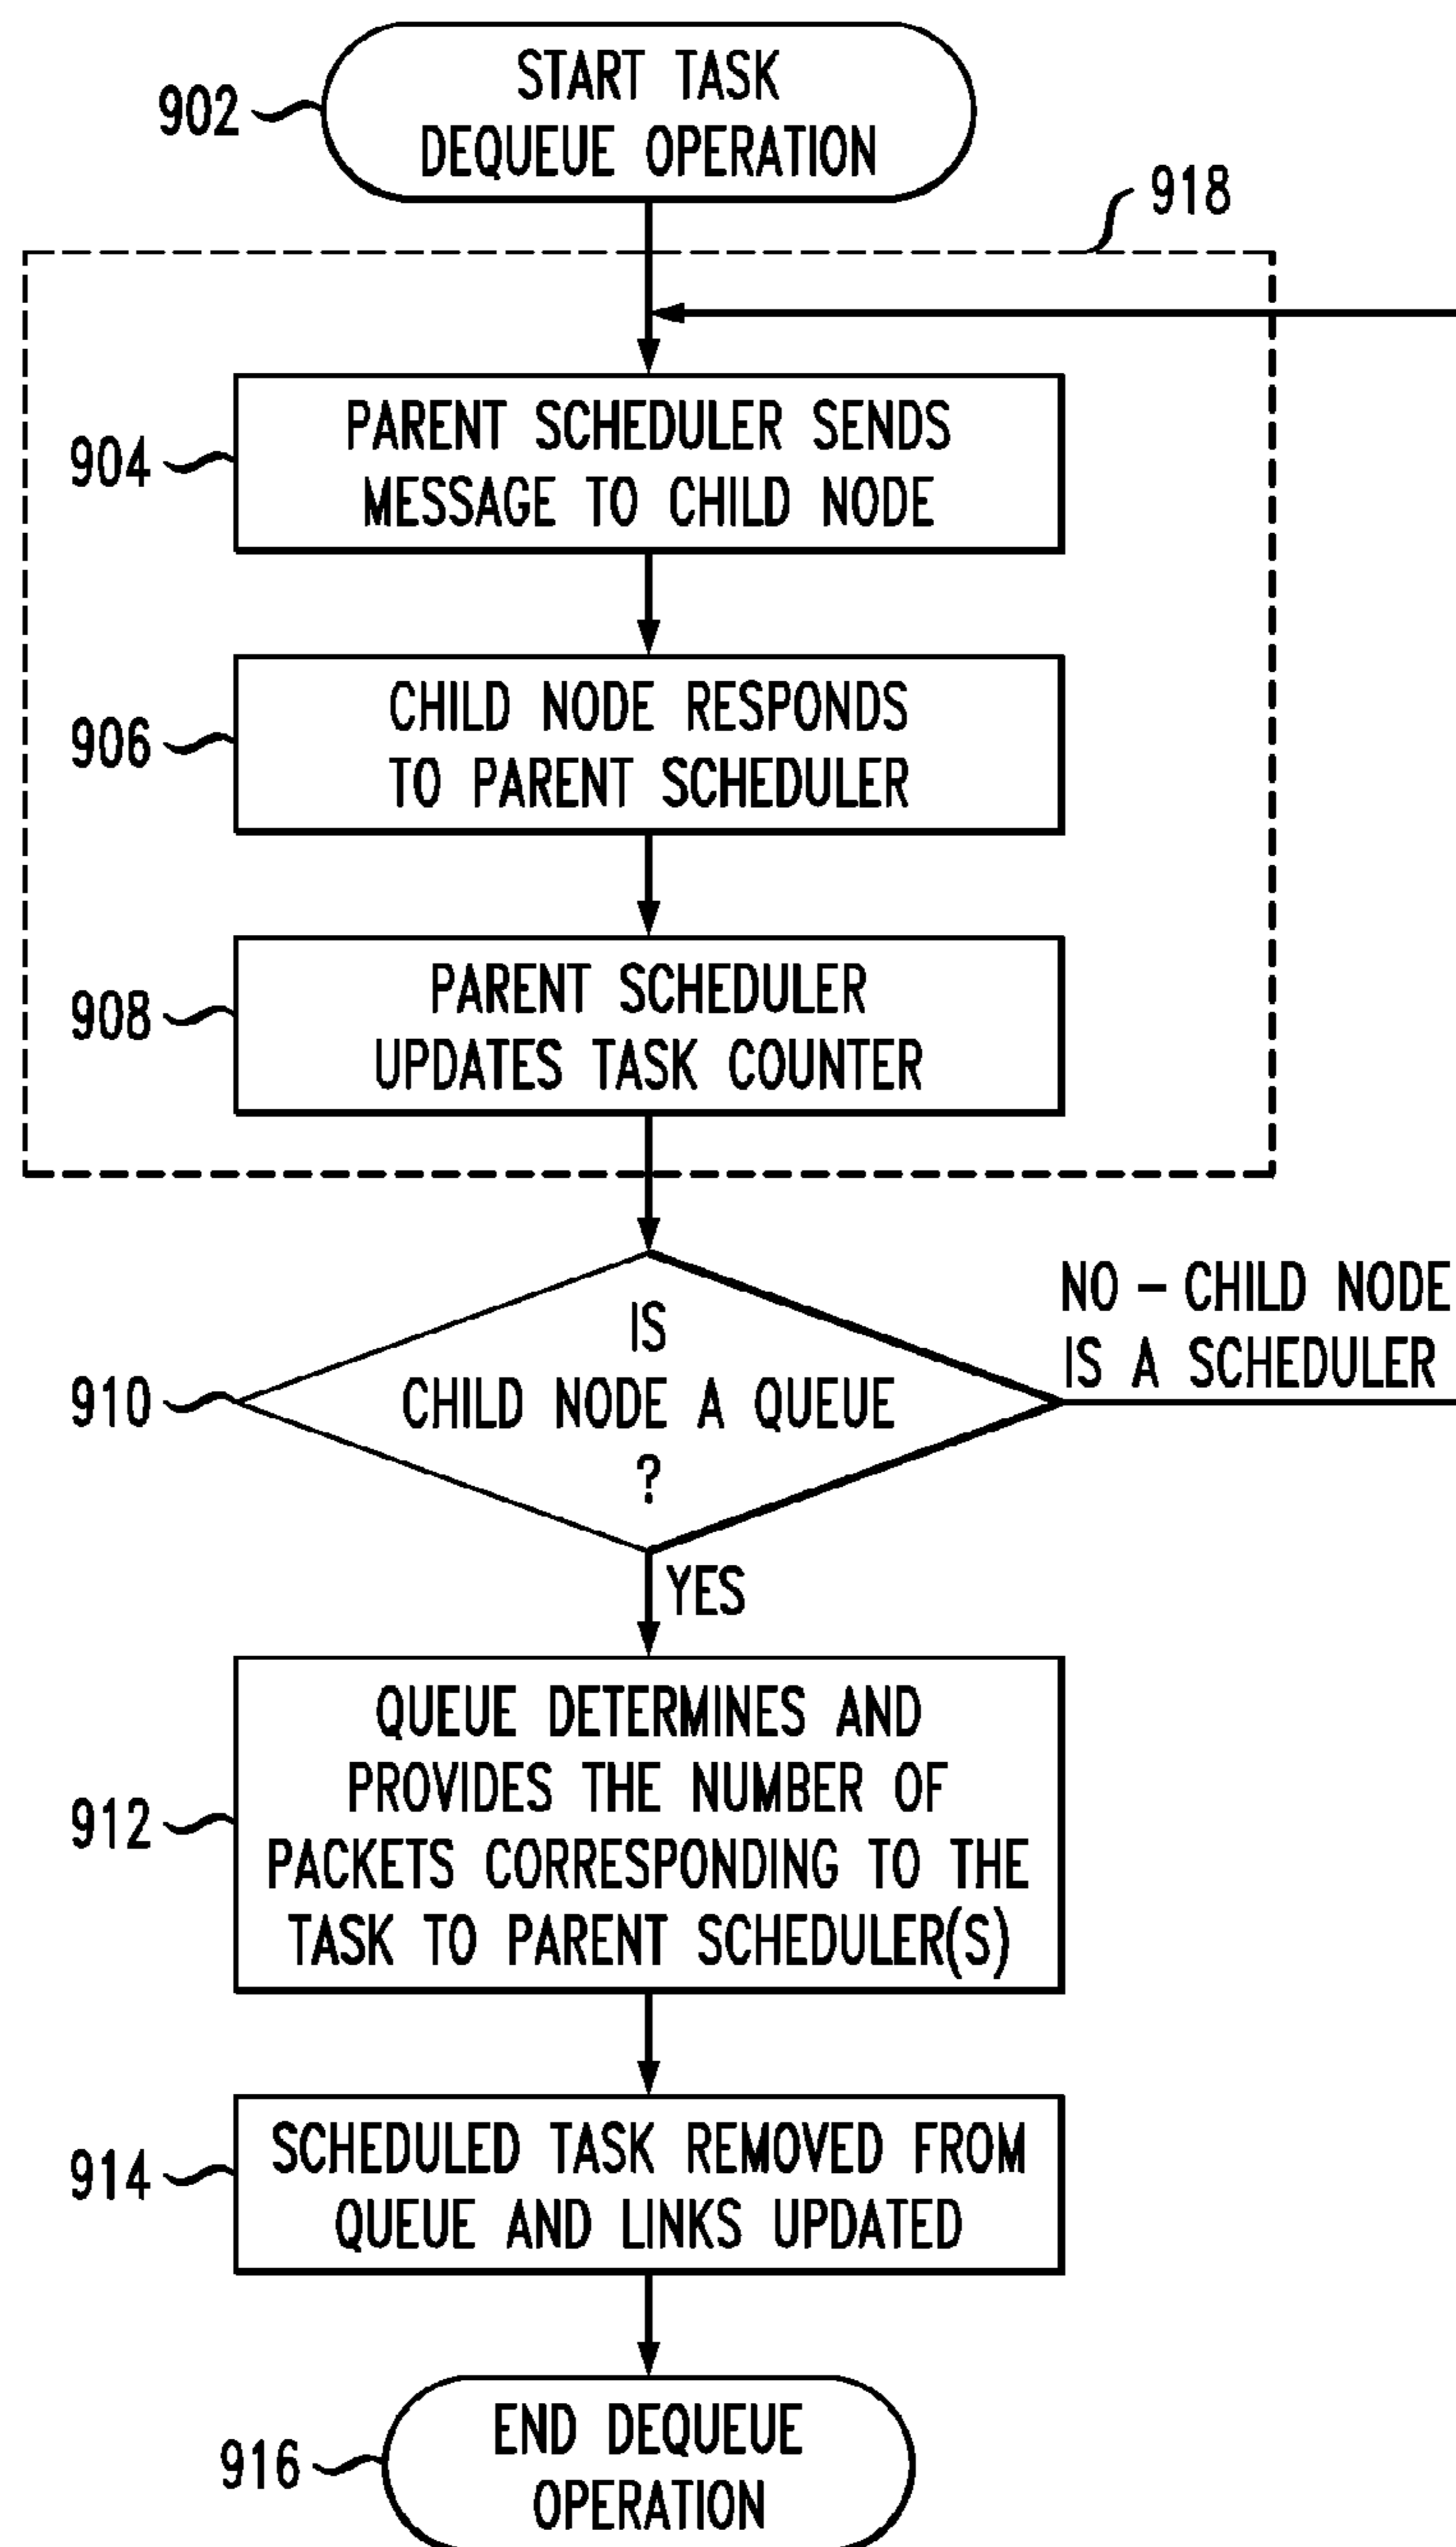 902
START TASK
DEQUEUE OPERATION
918
904
PARENT SCHEDULER SENDS
MESSAGE TO CHILD NODE
906
CHILD NODE RESPONDS
TO PARENT SCHEDULER
908
PARENT SCHEDULER
UPDATES TASK COUNTER
910
IS
CHILD NODE A QUEUE
?
NO – CHILD NODE
IS A SCHEDULER
YES
912
QUEUE DETERMINES AND
PROVIDES THE NUMBER OF
PACKETS CORRESPONDING TO THE
TASK TO PARENT SCHEDULER(S)
914
SCHEDULED TASK REMOVED FROM
QUEUE AND LINKS UPDATED
916
END DEQUEUE
OPERATION